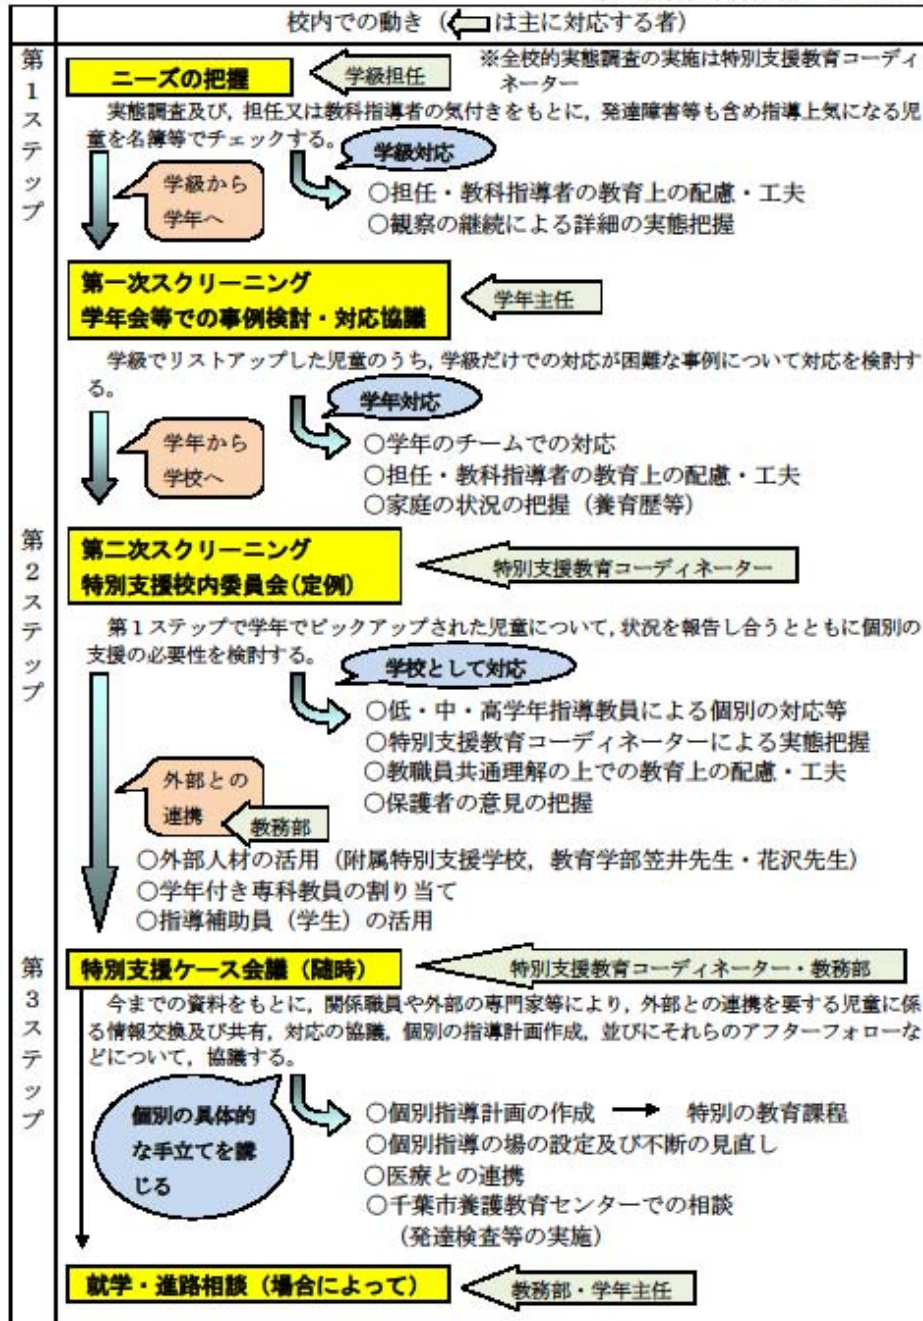 校内での動き（⇦は主に対応する者）
第1ステップ
ニーズの把握
学級担任
※全校的実態調査の実施は特別支援教育コーディ
ネーター
実態調査及び，担任又は教科指導者の気付きをもとに，発達障害等も含め指導上気になる児
童を名簿等でチェックする。
学級対応
学級から
学年へ
○担任・教科指導者の教育上の配慮・工夫
○観察の継続による詳細の実態把握
第一次スクリーニング
学年会等での事例検討・対応協議
学年主任
学級でリストアップした児童のうち，学級だけでの対応が困難な事例について対応を検討す
る。
学年対応
学年から
学校へ
○学年のチームでの対応
○担任・教科指導者の教育上の配慮・工夫
○家庭の状況の把握（養育歴等）
第2ステップ
第二次スクリーニング
特別支援校内委員会（定例）
特別支援教育コーディネーター
第１ステップで学年でピックアップされた児童について，状況を報告し合うとともに個別の
支援の必要性を検討する。
学校として対応
○低・中・高学年指導教員による個別の対応等
○特別支援教育コーディネーターによる実態把握
○教職員共通理解の上での教育上の配慮・工夫
○保護者の意見の把握
外部との
連携
教務部
○外部人材の活用（附属特別支援学校，教育学部笠井先生・花沢先生）
○学年付き専科教員の割り当て
○指導補助員（学生）の活用
第3ステップ
特別支援ケース会議（随時）
特別支援教育コーディネーター・教務部
今までの資料をもとに，関係職員や外部の専門家等により，外部との連携を要する児童に係
る情報交換及び共有，対応の協議，個別の指導計画作成，並びにそれらのアフターフォローな
どについて，協議する。
個別の具体的
な手立てを講
じる
○個別指導計画の作成 → 特別の教育課程
○個別指導の場の設定及び不断の見直し
○医療との連携
○千葉市養護教育センターでの相談
（発達検査等の実施）
就学・進路相談（場合によって）
教務部・学年主任